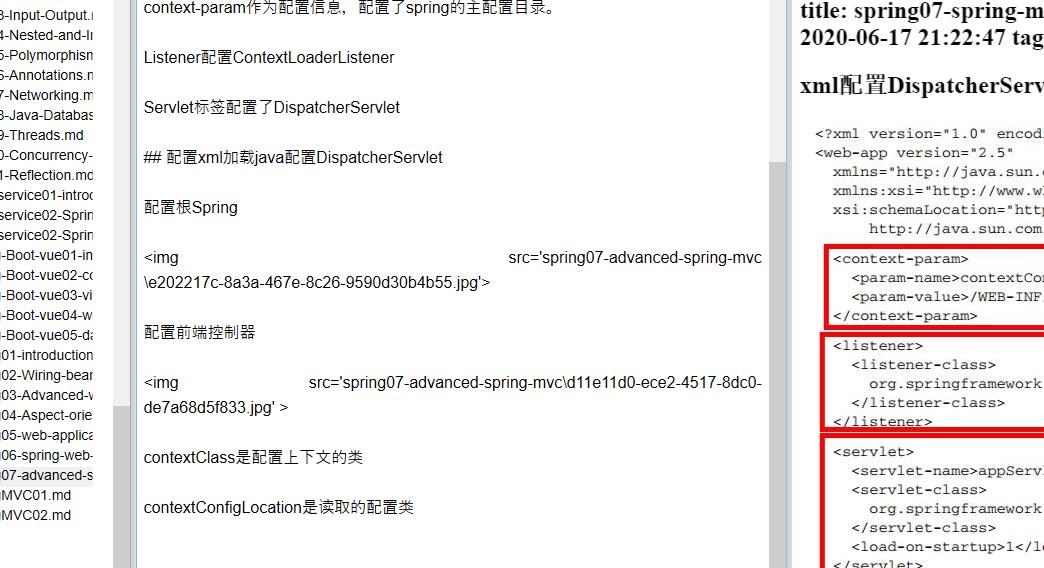 3-Input-Output.
4-Nested-and-I
5-Polymorphism
6-Annotations.
7-Networking.m
8-Java-Databas
9-Threads.md
0-Concurrency-
1-Reflection.md
service01-introd
service02-Sprin
service02-Sprin
-Boot-vue01-in
-Boot-vue02-co
-Boot-vue03-vi
-Boot-vue04-w
-Boot-vue05-da
01-introduction
02-Wiring-bear
03-Advanced-w
04-Aspect-orie
05-web-applica
06-spring-web-
07-advanced-s
MVC01.md
MVC02.md
context-param作为配置信息，配置了spring的主配置目录。
Listener配置ContextLoaderListener
Servlet标签配置了DispatcherServlet
## 配置xml加载java配置DispatcherServlet
配置根Spring
<img src='spring07-advanced-spring-mvc
\e202217c-8a3a-467e-8c26-9590d30b4b55.jpg'>
配置前端控制器
<img src='spring07-advanced-spring-mvc\d11e11d0-ece2-4517-8dc0-
de7a68d5f833.jpg' >
contextClass是配置上下文的类
contextConfigLocation是读取的配置类
title: spring07-spring-m
2020-06-17 21:22:47 tag
xml配置DispatcherServ
<?xml version="1.0" encodi
<web-app version="2.5"
xmlns="http://java.sun.c
xmlns:xsi="http://www.w
xsi:schemaLocation="http
http://java.sun.com
<context-param>
<param-name>contextCon
<param-value>/WEB-INF
</context-param>
<listener>
<listener-class>
org.springframework
</listener-class>
</listener>
<servlet>
<servlet-name>appServl
<servlet-class>
org.springframework
</servlet-class>
<load-on-startup>1</lo
</servlet>